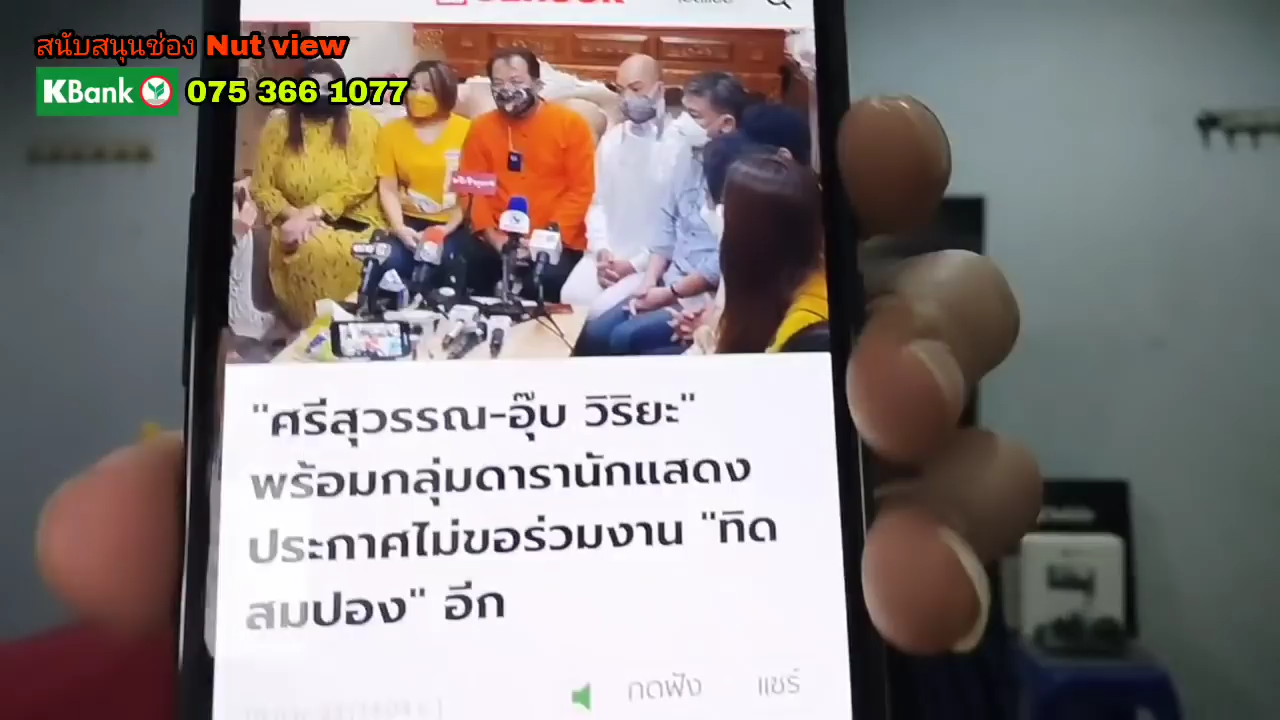 สนับสนุนช่อง Nut view
KBank 075 366 1077
"ศรีสุวรรณ-อุ๊บ วิริยะ"
พร้อมกลุ่มดารานักแสดง
ประกาศไม่ขอร่วมงาน "ทิด
สมปอง" อีก
กดฟัง แชร์